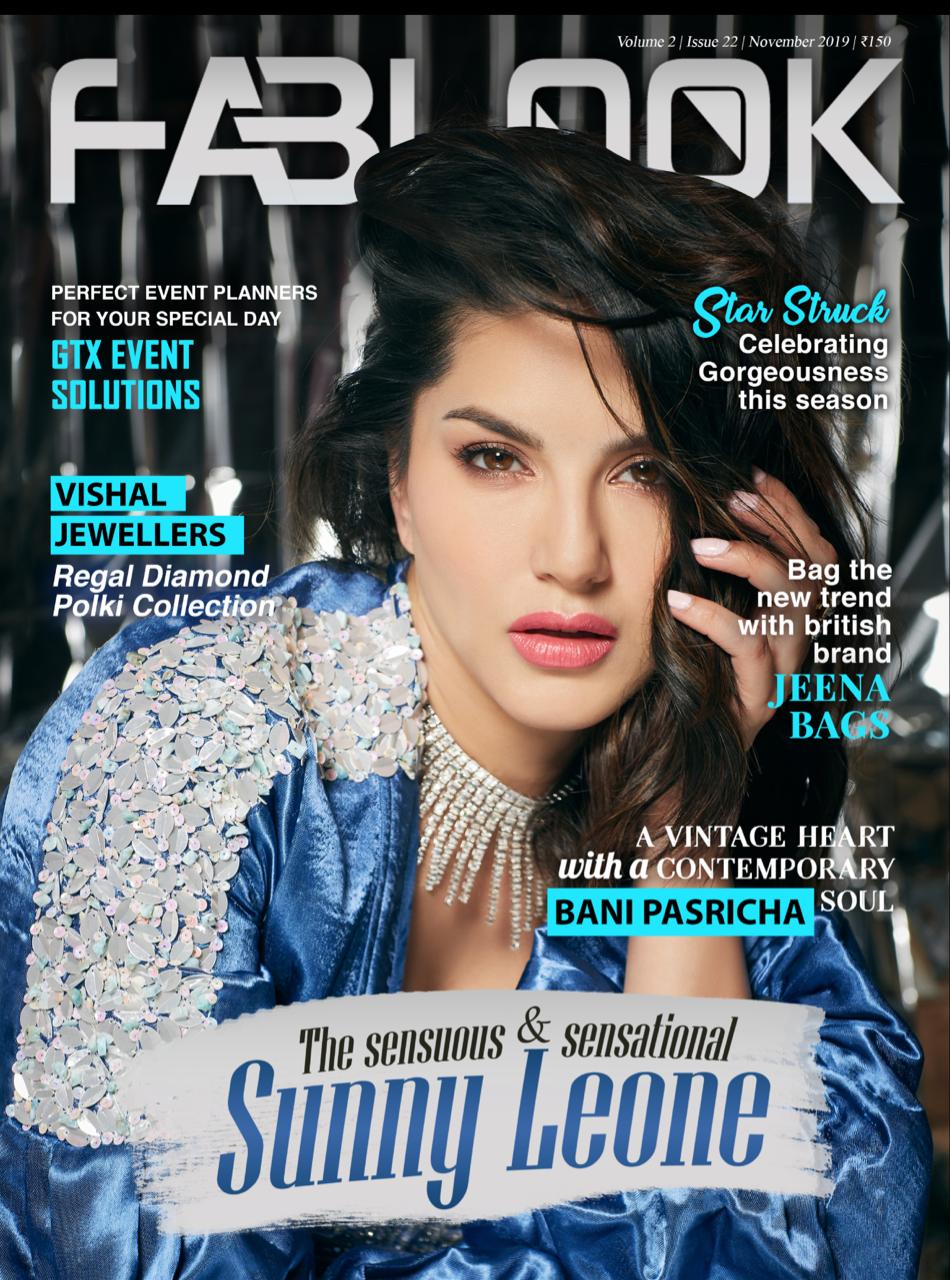 Volume 2 | Issue 22 | November 2019 | ₹150
FABLOOK
PERFECT EVENT PLANNERS
FOR YOUR SPECIAL DAY
GTX EVENT
SOLUTIONS
Star Struck
Celebrating
Gorgeousness
this season
VISHAL
JEWELLERS
Regal Diamond
Polki Collection
Bag the
new trend
with british
brand
JEENA
BAGS
A VINTAGE HEART
with a CONTEMPORARY
BANI PASRICHA SOUL
The sensuous & sensational
Sunny Leone